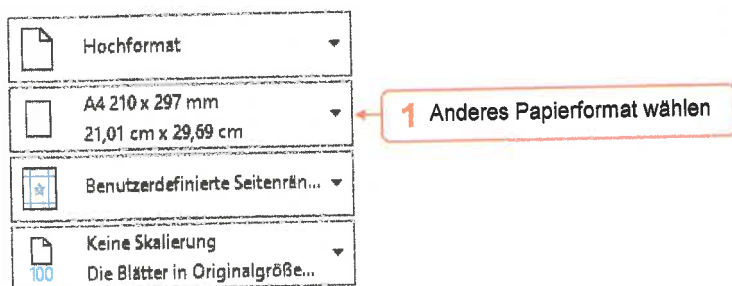 Hochformat
A4 210 x 297 mm
21,01 cm x 29,69 cm
1 Anderes Papierformat wählen
Benutzerdefinierte Seitenrän...
Keine Skalierung
100 Die Blätter in Originalgröße...